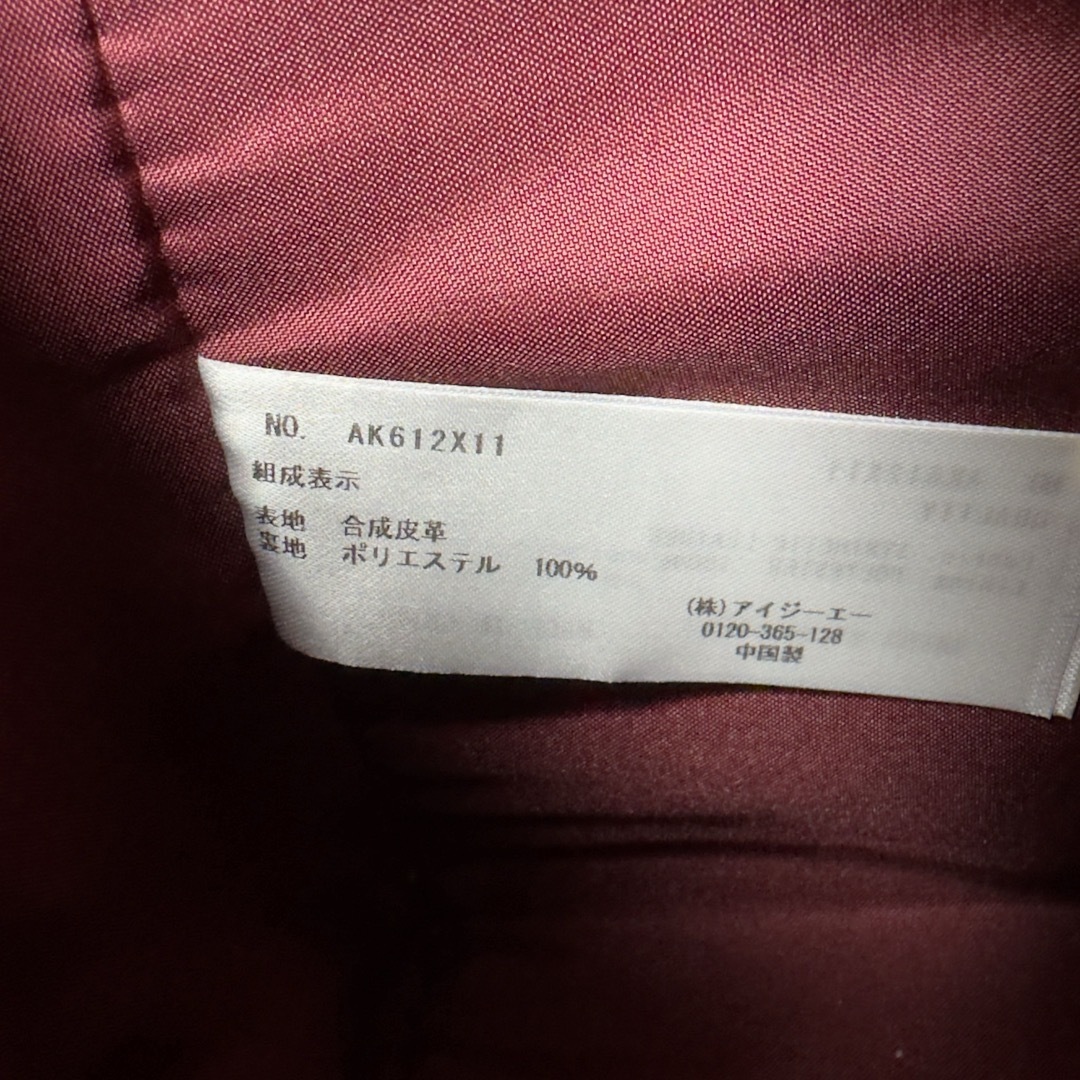 NO. AK612X11
組成表示
表地 合成皮革
裏地 ポリエステル 100%
(株)アイジーエー
0120-365-128
中国製